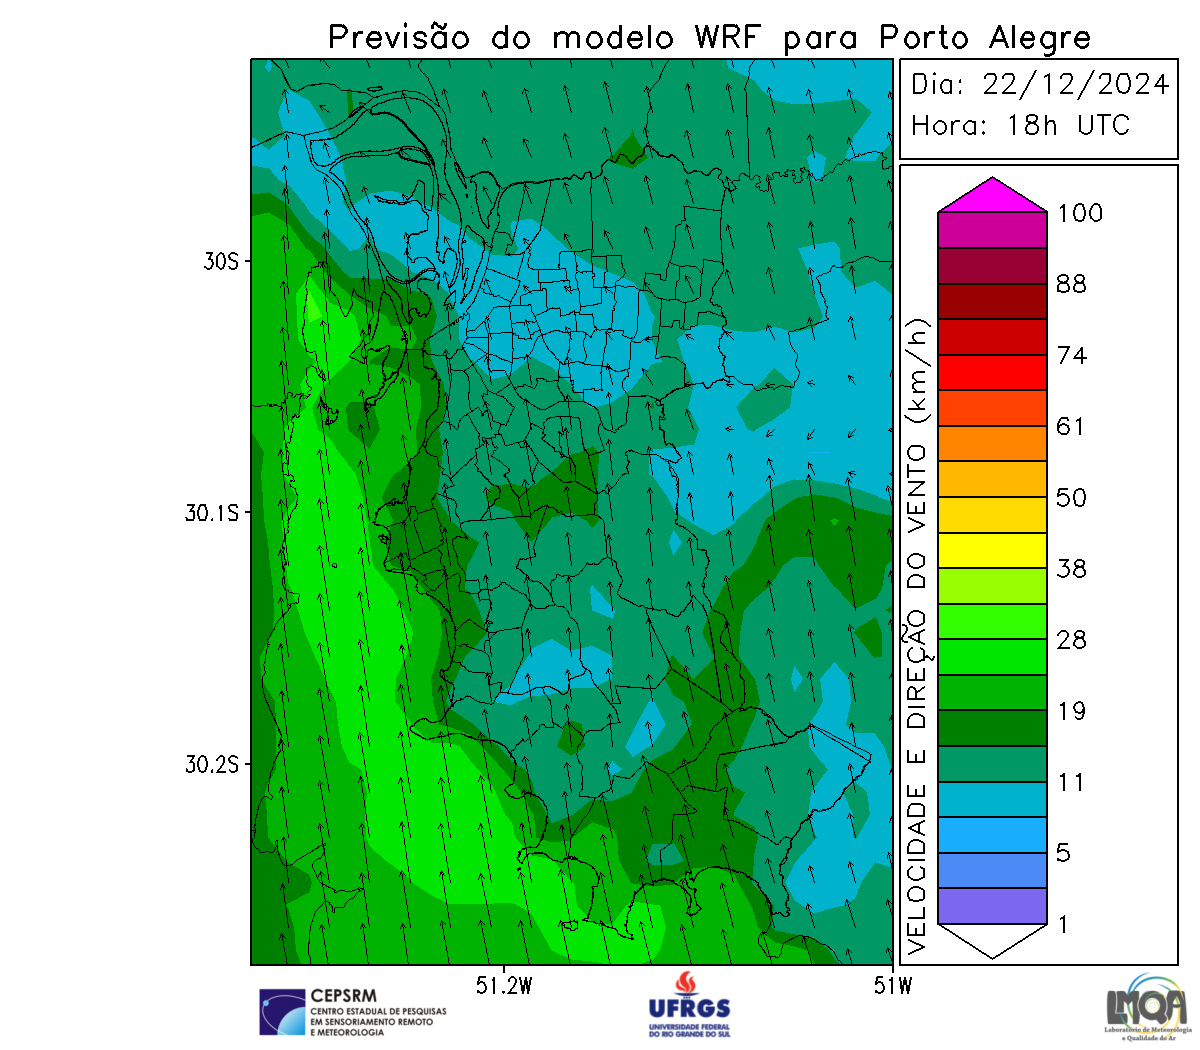 Previsão do modelo WRF para Porto Alegre
Dia: 22/12/2024
Hora: 18h UTC
100
88
74
61
50
38
28
19
11
5
1
VELOCIDADE E DIREÇÃO DO VENTO (km/h)
30S
30.1S
30.2S
51.2W
51W
CEPSRM
CENTRO ESTADUAL DE PESQUISAS
EM SENSORIAMENTO REMOTO
E METEOROLOGIA
UFRGS
UNIVERSIDADE FEDERAL
DO RIO GRANDE DO SUL
LMQA
Laboratório de Meteorologia
e Qualidade do Ar